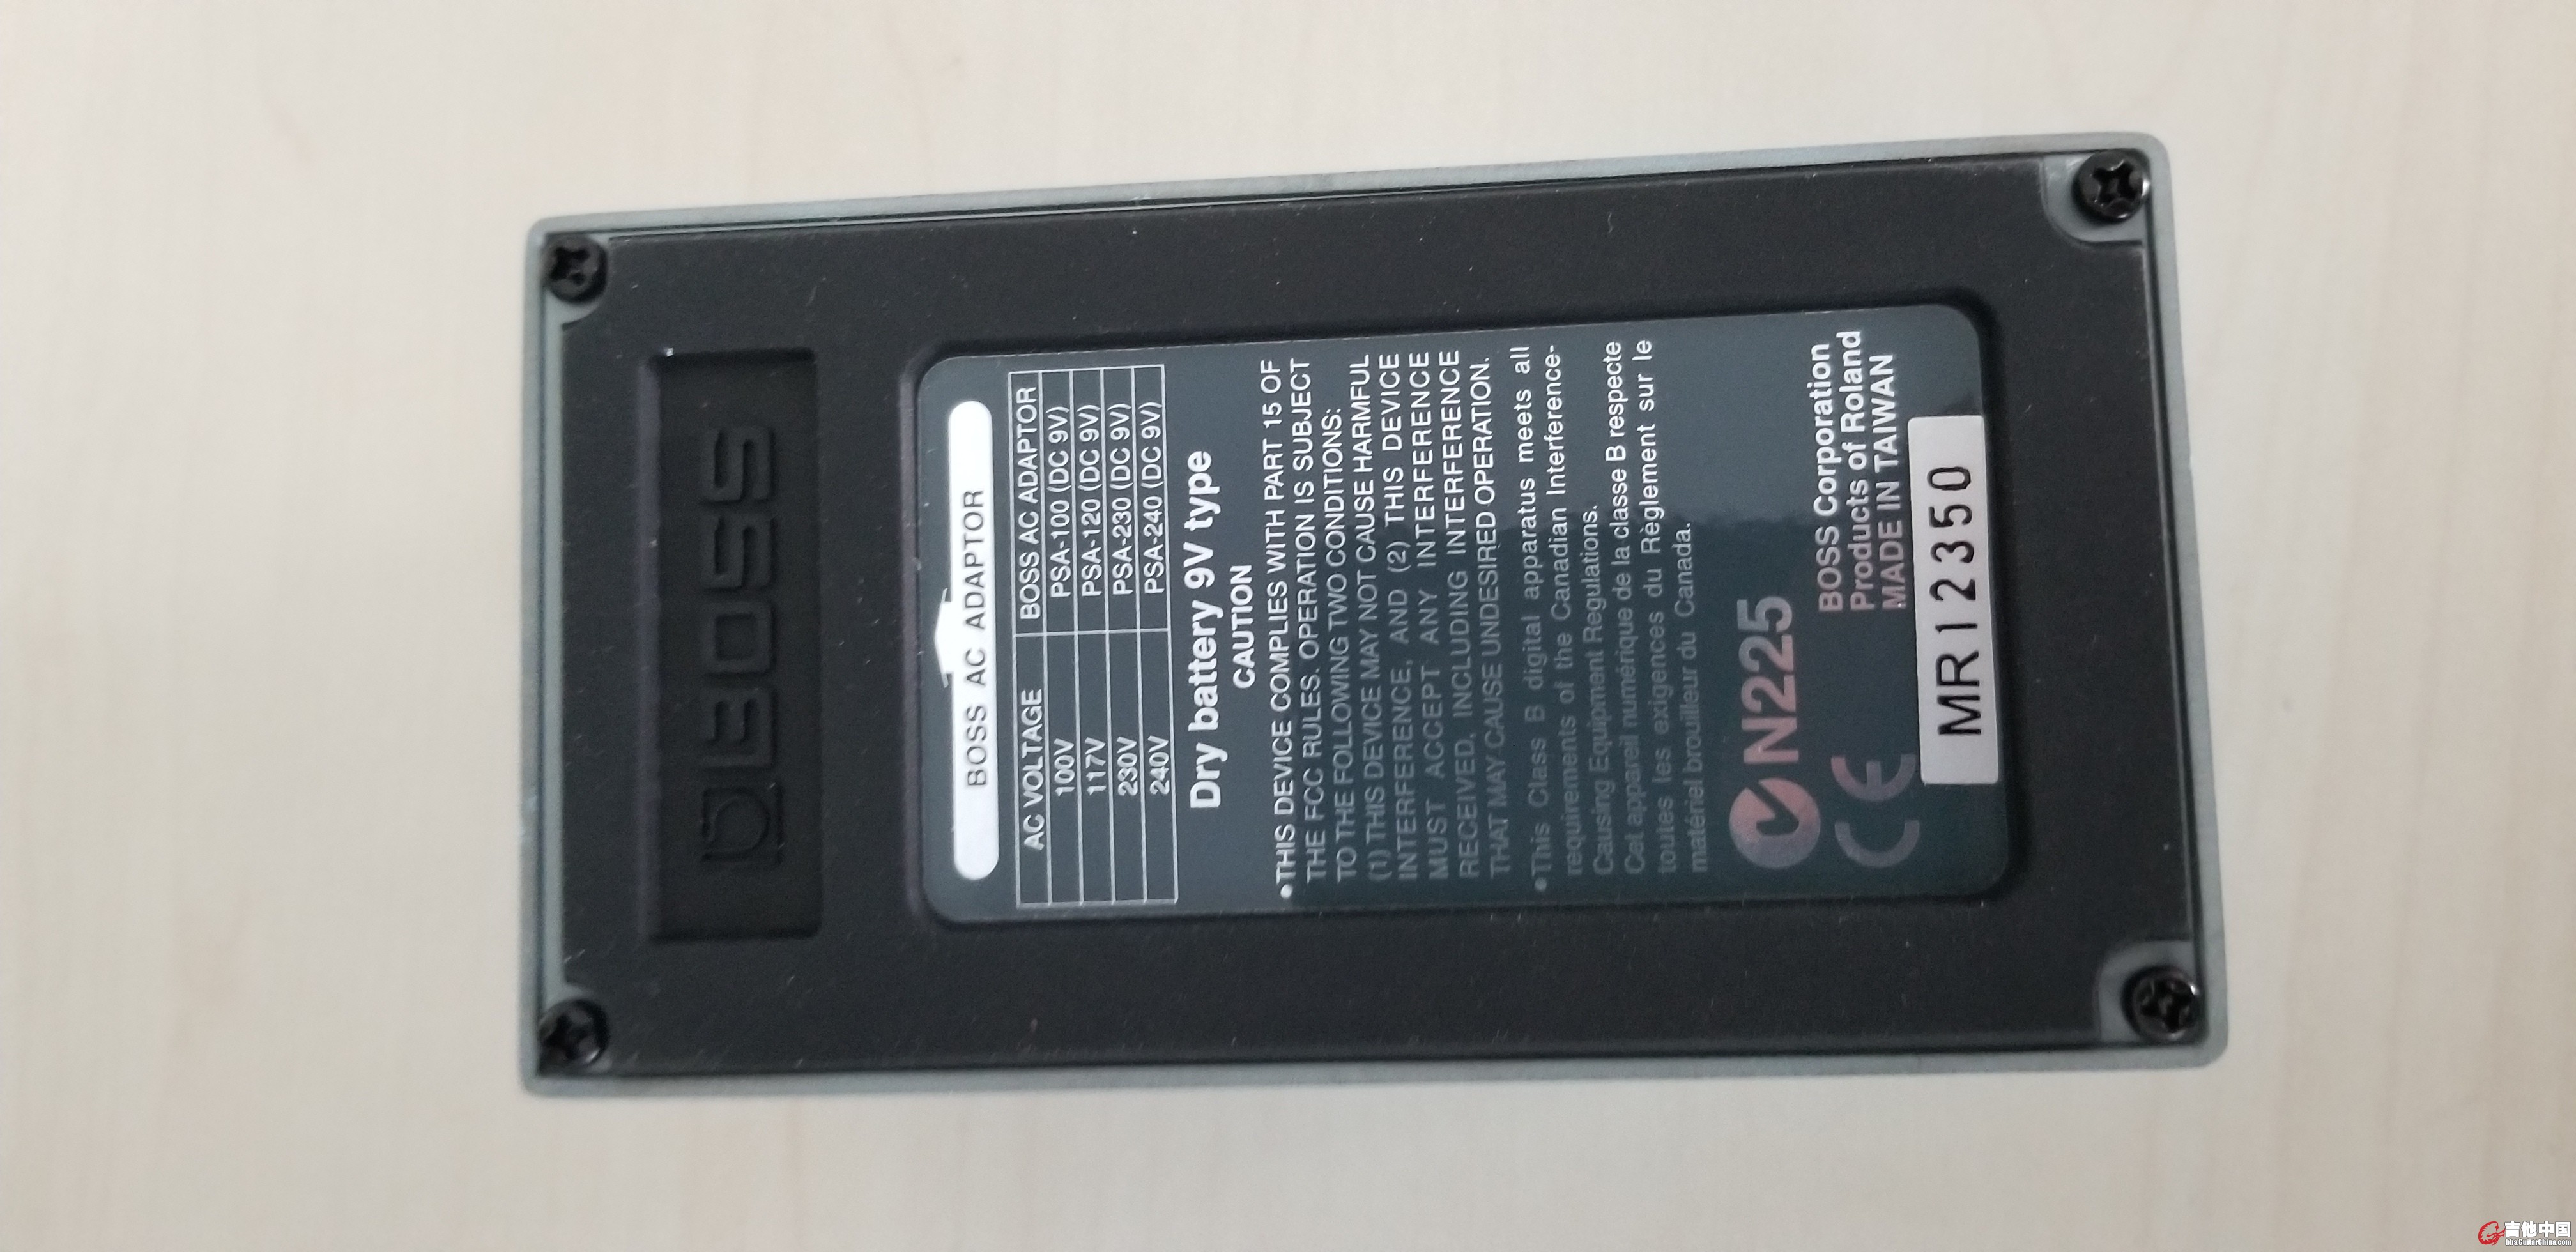 BOSS
BOSS AC ADAPTOR
AC VOLTAGE BOSS AC ADAPTOR
100V PSA-100 (DC 9V)
117V PSA-120 (DC 9V)
230V PSA-230 (DC 9V)
240V PSA-240 (DC 9V)
Dry battery 9V type
CAUTION
•THIS DEVICE COMPLIES WITH PART 15 OF
THE FCC RULES. OPERATION IS SUBJECT
TO THE FOLLOWING TWO CONDITIONS:
(1) THIS DEVICE MAY NOT CAUSE HARMFUL
INTERFERENCE, AND (2) THIS DEVICE
MUST ACCEPT ANY INTERFERENCE
RECEIVED, INCLUDING INTERFERENCE
THAT MAY CAUSE UNDESIRED OPERATION.
•This Class B digital apparatus meets all
requirements of the Canadian Interference-
Causing Equipment Regulations.
Cet appareil numérique de la classe B respecte
toutes les exigences du Règlement sur le
matériel brouilleur du Canada.
N225
CE
BOSS Corporation
Products of Roland
MADE IN TAIWAN
MR12350
吉他中国
bbs.GuitarChina.com